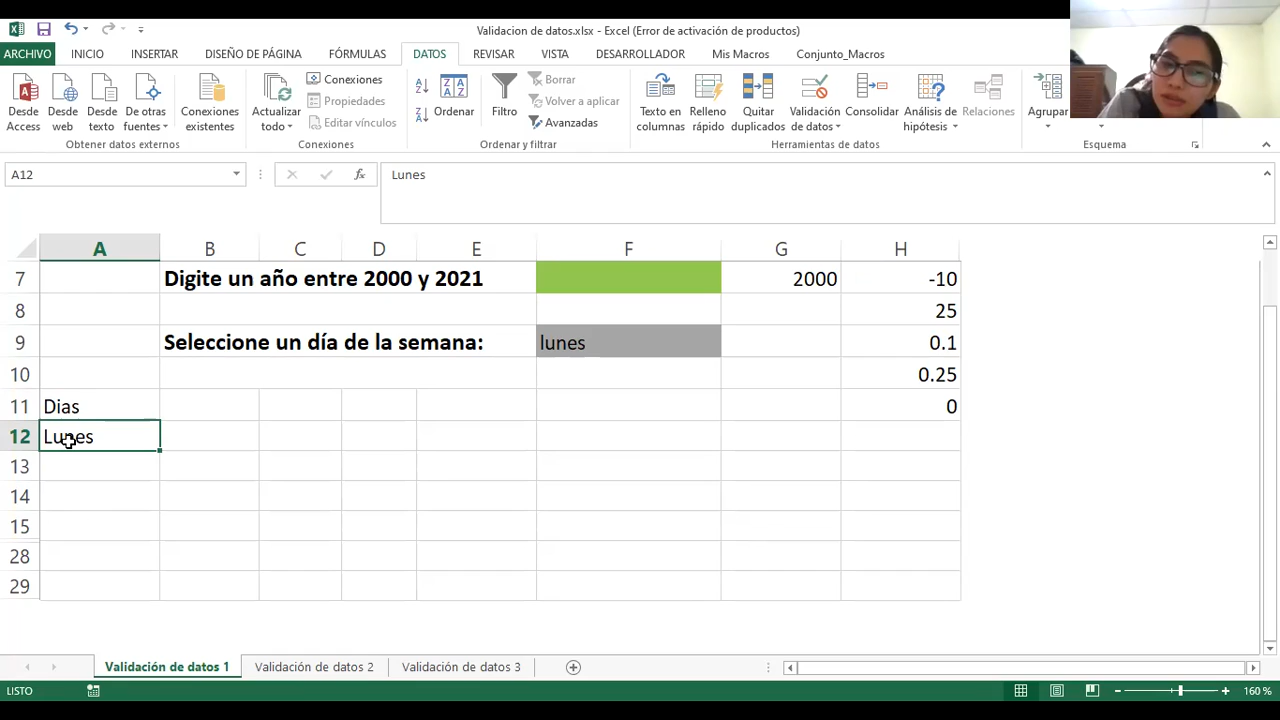 Validacion de datos.xlsx - Excel (Error de activación de productos)
ARCHIVO INICIO INSERTAR DISEÑO DE PÁGINA FÓRMULAS DATOS REVISAR VISTA DESARROLLADOR Mis Macros Conjunto_Macros
Desde Access
Desde web
Desde texto
De otras fuentes
Conexiones existentes
Actualizar todo
Conexiones
Propiedades
Editar vínculos
Ordenar
Filtro
Borrar
Volver a aplicar
Avanzadas
Texto en columnas
Relleno rápido
Quitar duplicados
Validación de datos
Consolidar
Análisis de hipótesis
Relaciones
Agrupar
Obtener datos externos Conexiones Ordenar y filtrar Herramientas de datos Esquema
A12 fx Lunes
A B C D E F G H
7 Digite un año entre 2000 y 2021 2000 -10
8 25
9 Seleccione un día de la semana: lunes 0.1
10 0.25
11 Dias 0
12 Lunes
13
14
15
28
29
Validación de datos 1 Validación de datos 2 Validación de datos 3
LISTO 160 %